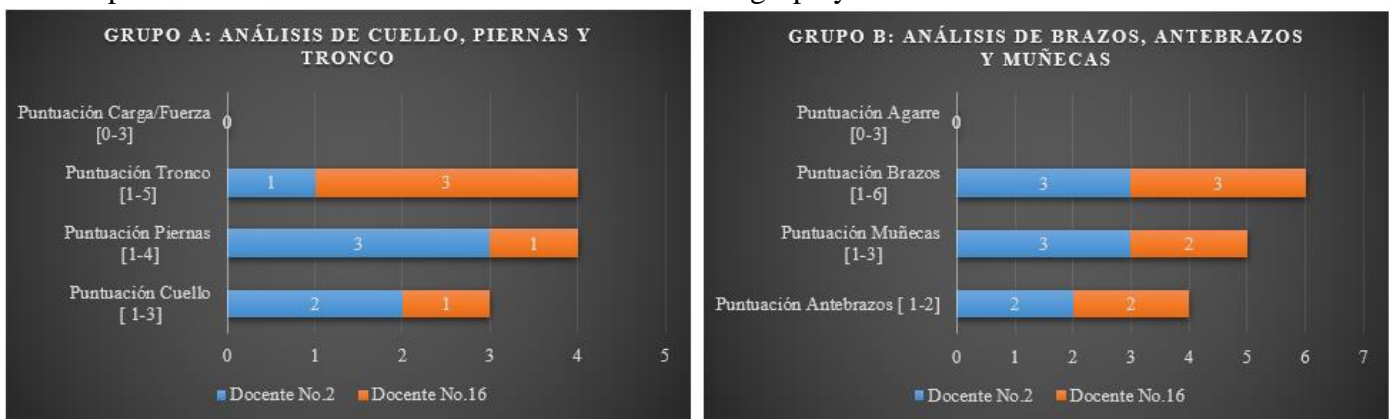 GRUPO A: ANÁLISIS DE CUELLO, PIERNAS Y
TRONCO
Puntuación Carga/Fuerza
[0-3]
0
Puntuación Tronco
[1-5]
1
3
Puntuación Piernas
[1-4]
3
1
Puntuación Cuello
[ 1-3]
2
1
0 1 2 3 4 5
Docente No.2 Docente No.16
GRUPO B: ANÁLISIS DE BRAZOS, ANTEBRAZOS
Y MUÑECAS
Puntuación Agarre
[0-3]
0
Puntuación Brazos
[1-6]
3
3
Puntuación Muñecas
[1-3]
3
2
Puntuación Antebrazos [ 1-2]
2
2
0 1 2 3 4 5 6 7
Docente No.2 Docente No.16